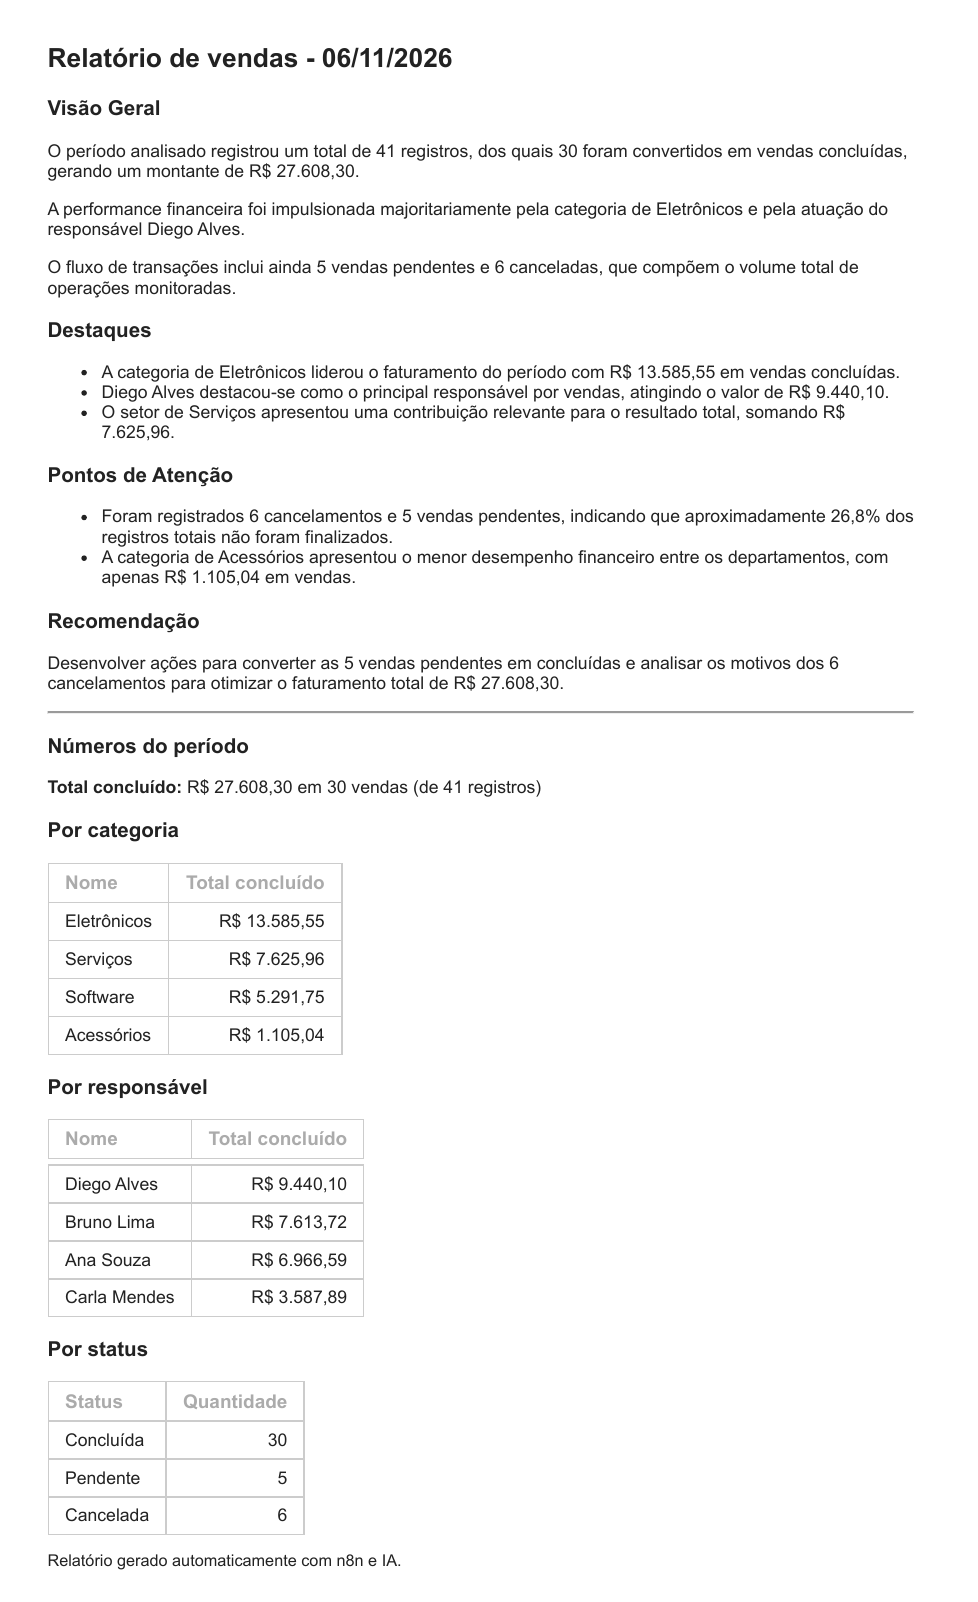 Relatório de vendas - 06/11/2026
Visão Geral
O período analisado registrou um total de 41 registros, dos quais 30 foram convertidos em vendas concluídas,
gerando um montante de R$ 27.608,30.
A performance financeira foi impulsionada majoritariamente pela categoria de Eletrônicos e pela atuação do
responsável Diego Alves.
O fluxo de transações inclui ainda 5 vendas pendentes e 6 canceladas, que compõem o volume total de
operações monitoradas.
Destaques
• A categoria de Eletrônicos liderou o faturamento do período com R$ 13.585,55 em vendas concluídas.
• Diego Alves destacou-se como o principal responsável por vendas, atingindo o valor de R$ 9.440,10.
• O setor de Serviços apresentou uma contribuição relevante para o resultado total, somando R$
7.625,96.
Pontos de Atenção
• Foram registrados 6 cancelamentos e 5 vendas pendentes, indicando que aproximadamente 26,8% dos
registros totais não foram finalizados.
• A categoria de Acessórios apresentou o menor desempenho financeiro entre os departamentos, com
apenas R$ 1.105,04 em vendas.
Recomendação
Desenvolver ações para converter as 5 vendas pendentes em concluídas e analisar os motivos dos 6
cancelamentos para otimizar o faturamento total de R$ 27.608,30.
Números do período
Total concluído: R$ 27.608,30 em 30 vendas (de 41 registros)
Por categoria
Nome Total concluído
Eletrônicos R$ 13.585,55
Serviços R$ 7.625,96
Software R$ 5.291,75
Acessórios R$ 1.105,04
Por responsável
Nome Total concluído
Diego Alves R$ 9.440,10
Bruno Lima R$ 7.613,72
Ana Souza R$ 6.966,59
Carla Mendes R$ 3.587,89
Por status
Status Quantidade
Concluída 30
Pendente 5
Cancelada 6
Relatório gerado automaticamente com n8n e IA.